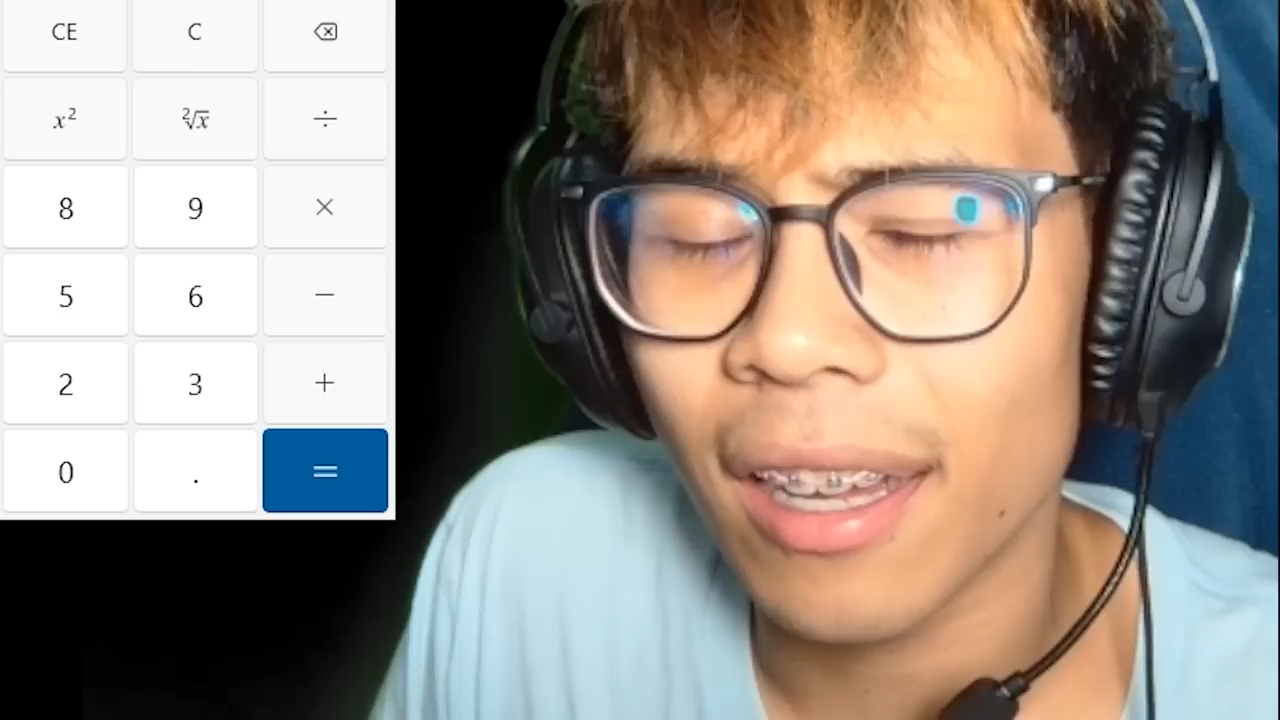 CE C
x² ²√x ÷
8 9 ×
5 6 −
2 3 +
0 . =